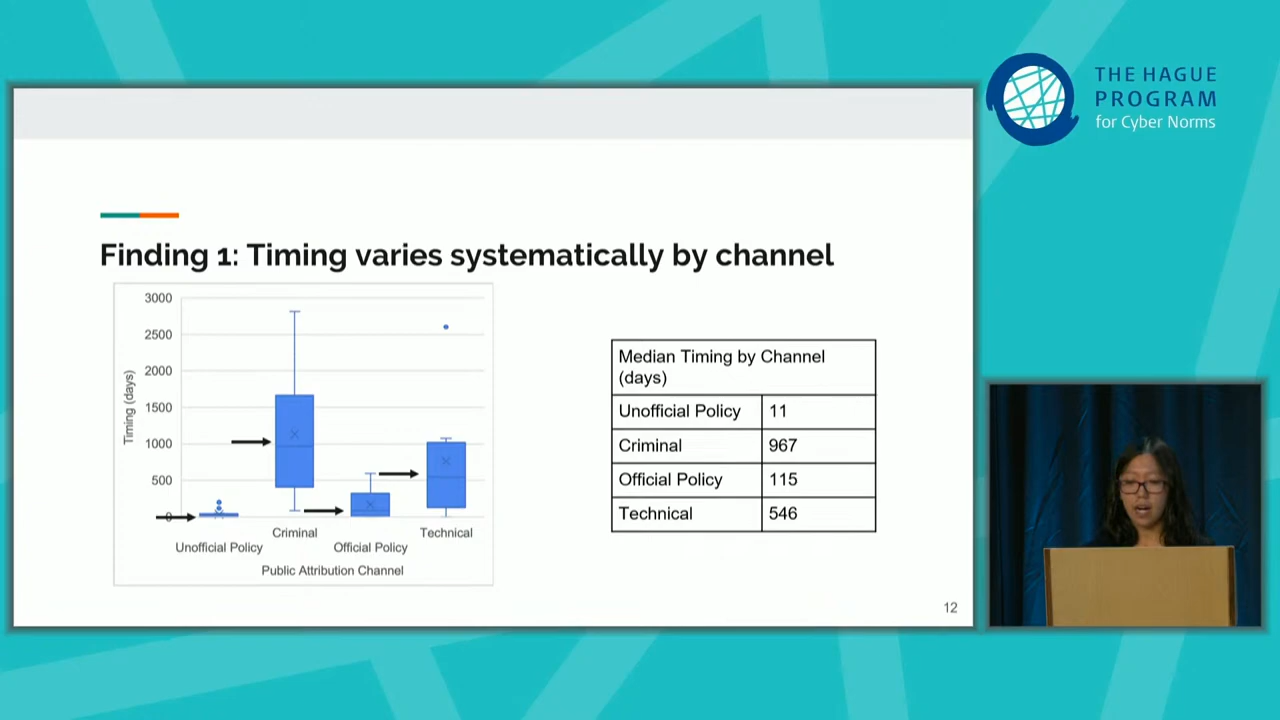 THE HAGUE
PROGRAM
for Cyber Norms
Finding 1: Timing varies systematically by channel
3000
2500
2000
1500
1000
500
0
Timing (days)
Criminal
Technical
Unofficial Policy
Official Policy
Public Attribution Channel
Median Timing by Channel
(days)
Unofficial Policy 11
Criminal 967
Official Policy 115
Technical 546
12